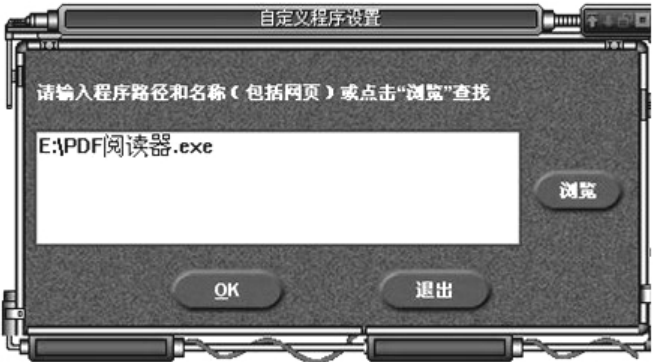 自定义程序设置
请输入程序路径和名称（包括网页）或点击“浏览”查找
E:\PDF阅读器.exe
浏览
OK
退出